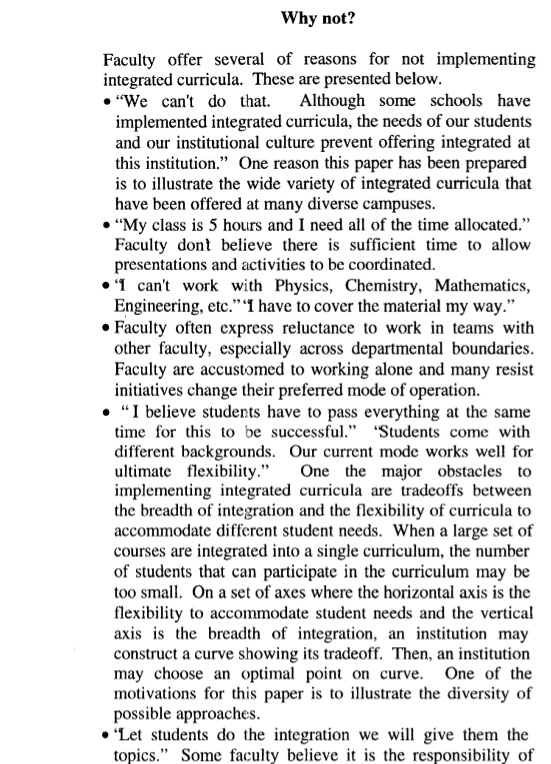 Why not?
Faculty offer several of reasons for not implementing
integrated curricula. These are presented below.
• “We can't do that. Although some schools have
implemented integrated curricula, the needs of our students
and our institutional culture prevent offering integrated at
this institution.” One reason this paper has been prepared
is to illustrate the wide variety of integrated curricula that
have been offered at many diverse campuses.
• “My class is 5 hours and I need all of the time allocated.”
Faculty don't believe there is sufficient time to allow
presentations and activities to be coordinated.
• “I can't work with Physics, Chemistry, Mathematics,
Engineering, etc.” “I have to cover the material my way.”
• Faculty often express reluctance to work in teams with
other faculty, especially across departmental boundaries.
Faculty are accustomed to working alone and many resist
initiatives change their preferred mode of operation.
• “I believe students have to pass everything at the same
time for this to be successful.” “Students come with
different backgrounds. Our current mode works well for
ultimate flexibility.” One the major obstacles to
implementing integrated curricula are tradeoffs between
the breadth of integration and the flexibility of curricula to
accommodate different student needs. When a large set of
courses are integrated into a single curriculum, the number
of students that can participate in the curriculum may be
too small. On a set of axes where the horizontal axis is the
flexibility to accommodate student needs and the vertical
axis is the breadth of integration, an institution may
construct a curve showing its tradeoff. Then, an institution
may choose an optimal point on curve. One of the
motivations for this paper is to illustrate the diversity of
possible approaches.
• “Let students do the integration we will give them the
topics.” Some faculty believe it is the responsibility of